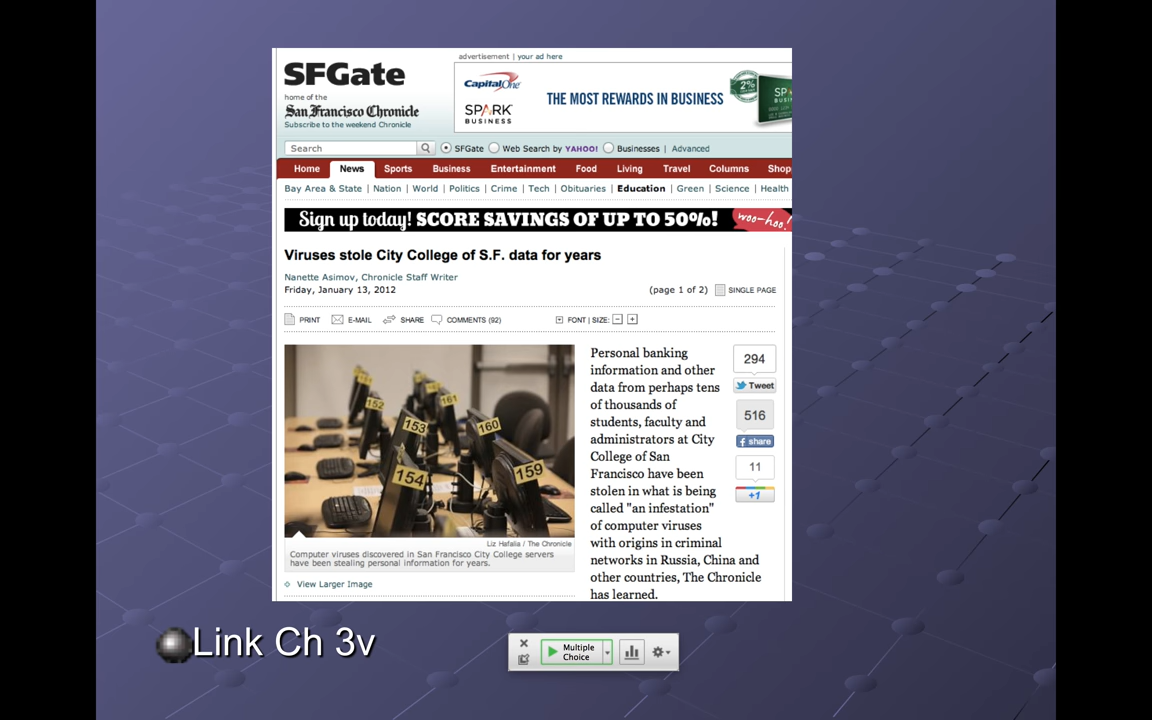 advertisement | your ad here
SFGate
home of the
San Francisco Chronicle
Subscribe to the weekend Chronicle
CapitalOne
SPARK
BUSINESS
THE MOST REWARDS IN BUSINESS
2%
SP
BUSI
Search
SFGate
Web Search by YAHOO!
Businesses | Advanced
Home News Sports Business Entertainment Food Living Travel Columns Shop
Bay Area & State | Nation | World | Politics | Crime | Tech | Obituaries | Education | Green | Science | Health
Sign up today! SCORE SAVINGS OF UP TO 50%! woo-hoo!
Viruses stole City College of S.F. data for years
Nanette Asimov, Chronicle Staff Writer
Friday, January 13, 2012
(page 1 of 2) SINGLE PAGE
PRINT E-MAIL SHARE COMMENTS (92) FONT | SIZE:
151
152
153
154
161
160
159
Liz Hafalia / The Chronicle
Computer viruses discovered in San Francisco City College servers
have been stealing personal information for years.
View Larger Image
Personal banking
information and other
data from perhaps tens
of thousands of
students, faculty and
administrators at City
College of San
Francisco have been
stolen in what is being
called "an infestation"
of computer viruses
with origins in criminal
networks in Russia, China and
other countries, The Chronicle
has learned.
294
Tweet
516
share
11
+1
Link Ch 3v
Multiple
Choice